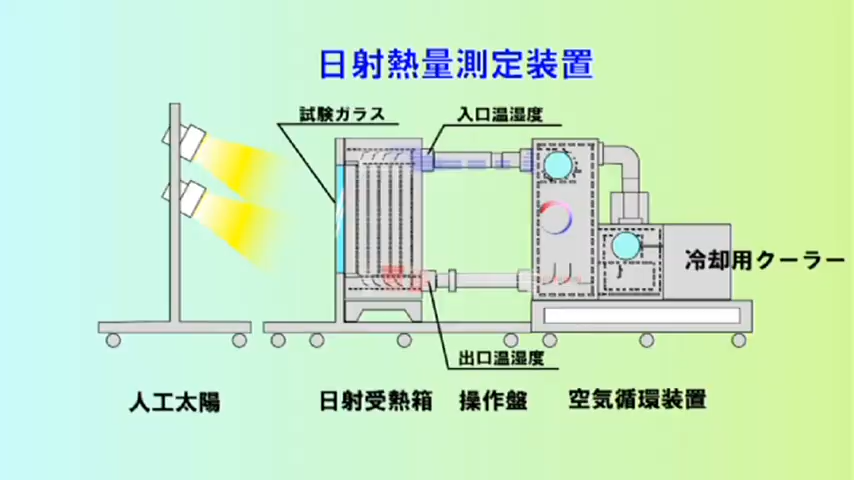 日射熱量測定装置
試験ガラス
入口温湿度
冷却用クーラー
出口温湿度
人工太陽
日射受熱箱
操作盤
空気循環装置